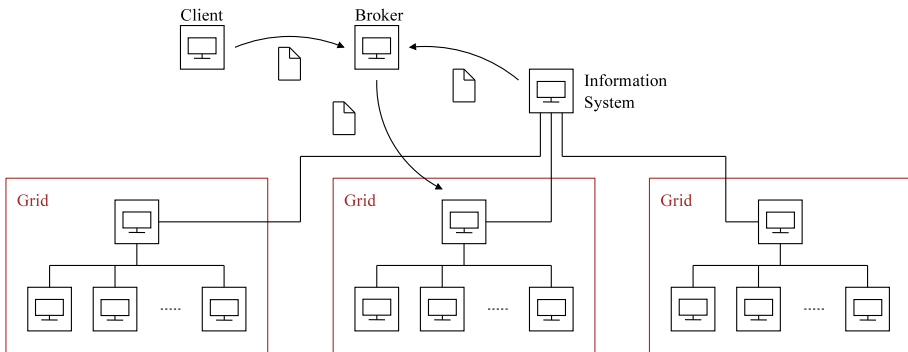 Client
Broker
Information
System
Grid
Grid
Grid